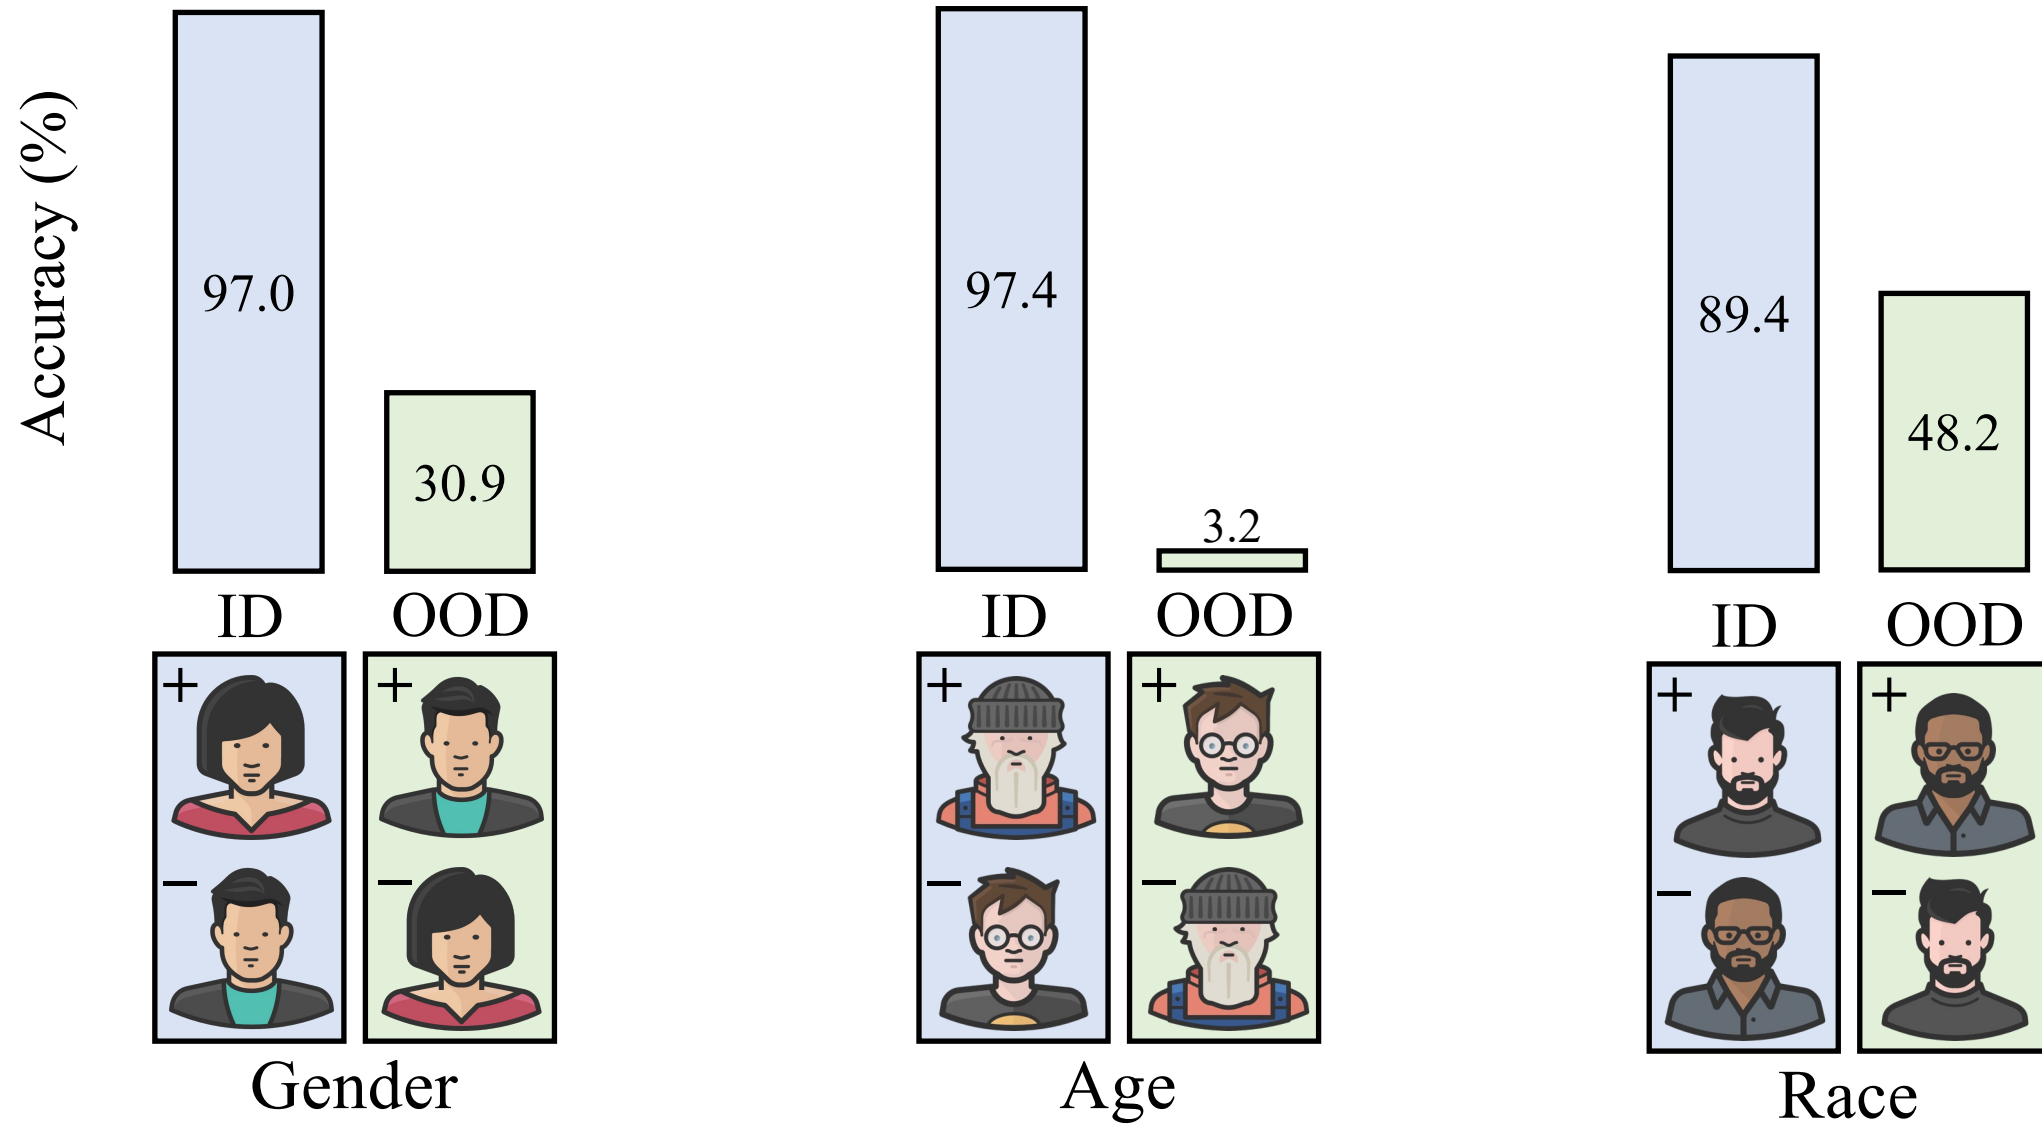 Accuracy (%)
97.0
30.9
ID
OOD
+
+
−
−
Gender
97.4
3.2
ID
OOD
+
+
−
−
Age
89.4
48.2
ID
OOD
+
+
−
−
Race